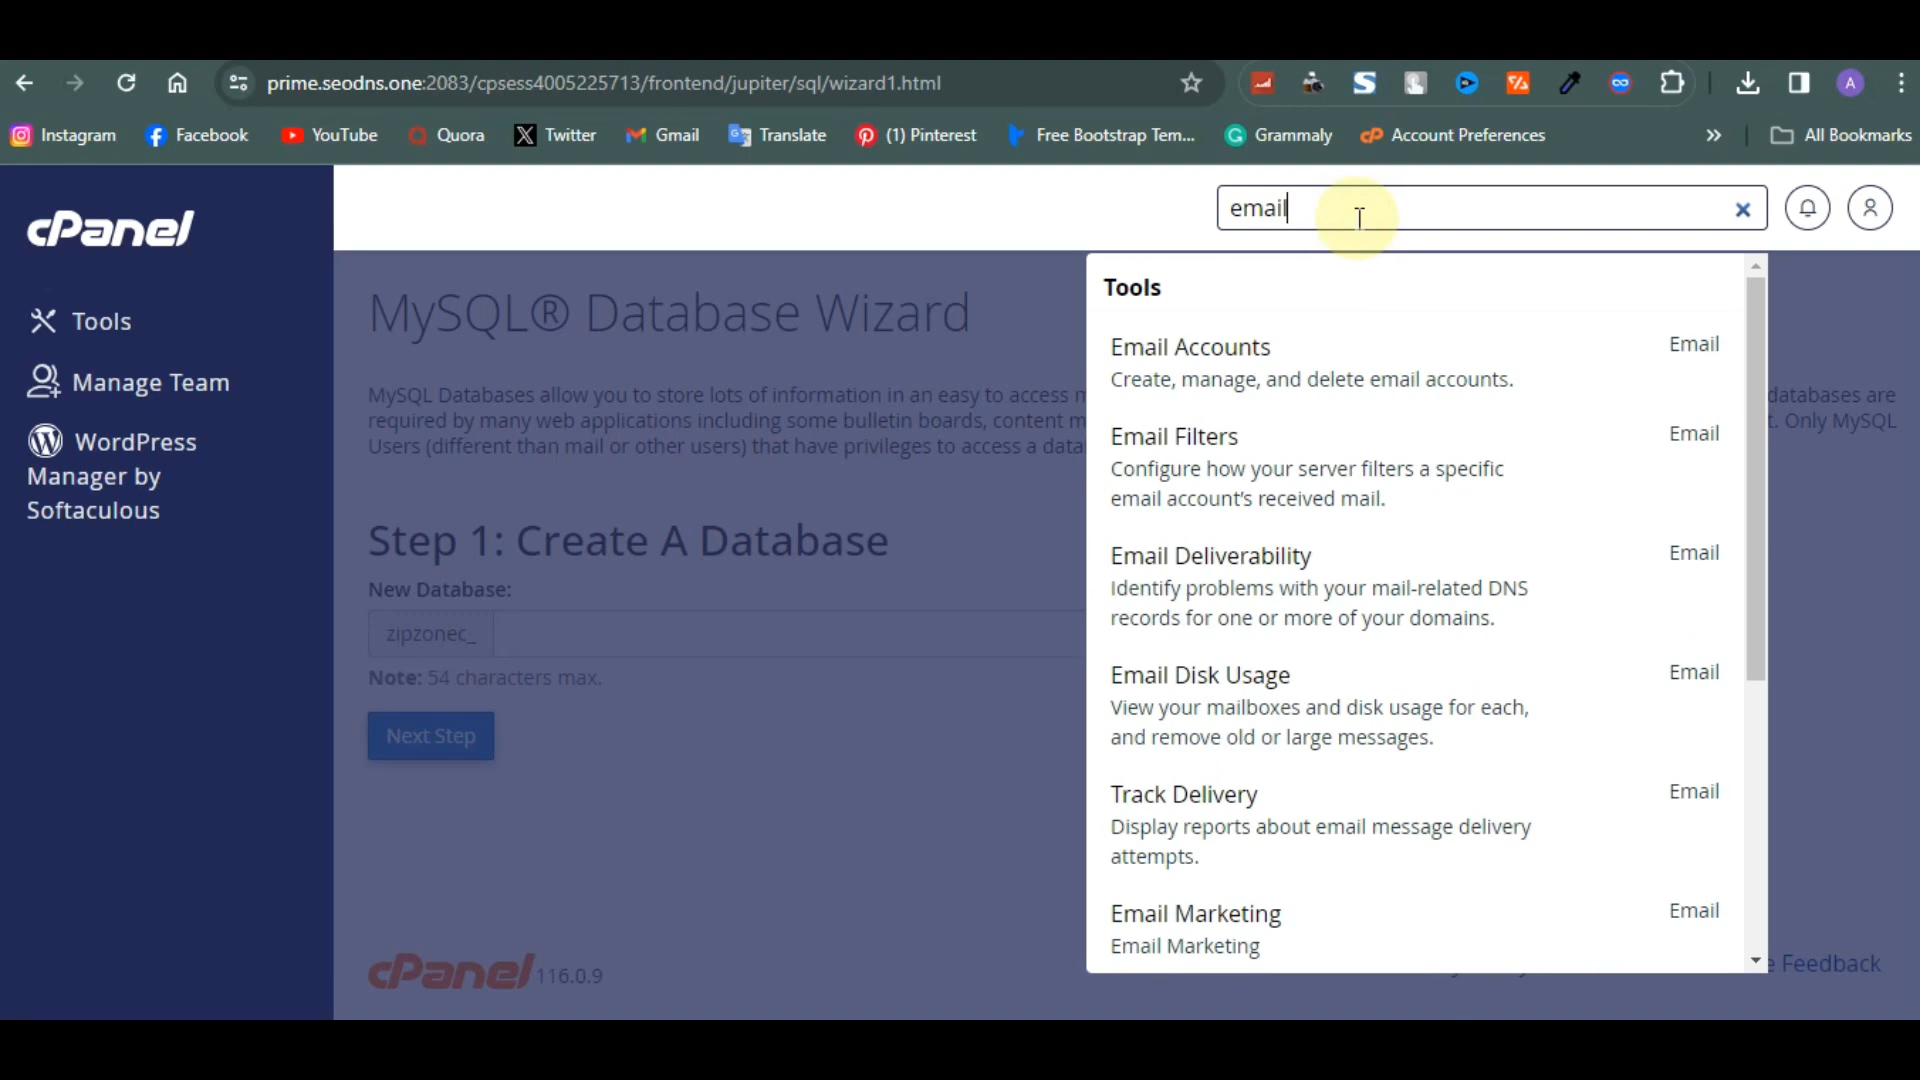 prime.seodns.one:2083/cpsess4005225713/frontend/jupiter/sql/wizard1.html
A
Instagram
Facebook
YouTube
Quora
Twitter
Gmail
Translate
(1) Pinterest
Free Bootstrap Tem...
Grammaly
cP Account Preferences
All Bookmarks
cPanel
Tools
Manage Team
WordPress
Manager by
Softaculous
email
MySQL® Database Wizard
MySQL Databases allow you to store lots of information in an easy to access databases are
required by many web applications including some bulletin boards, content t. Only MySQL
Users (different than mail or other users) that have privileges to access a
Step 1: Create A Database
New Database:
zipzonec_
Note: 54 characters max.
Next Step
cPanel 116.0.9
Feedback
Tools
Email Accounts
Email
Create, manage, and delete email accounts.
Email Filters
Email
Configure how your server filters a specific
email account's received mail.
Email Deliverability
Email
Identify problems with your mail-related DNS
records for one or more of your domains.
Email Disk Usage
Email
View your mailboxes and disk usage for each,
and remove old or large messages.
Track Delivery
Email
Display reports about email message delivery
attempts.
Email Marketing
Email
Email Marketing